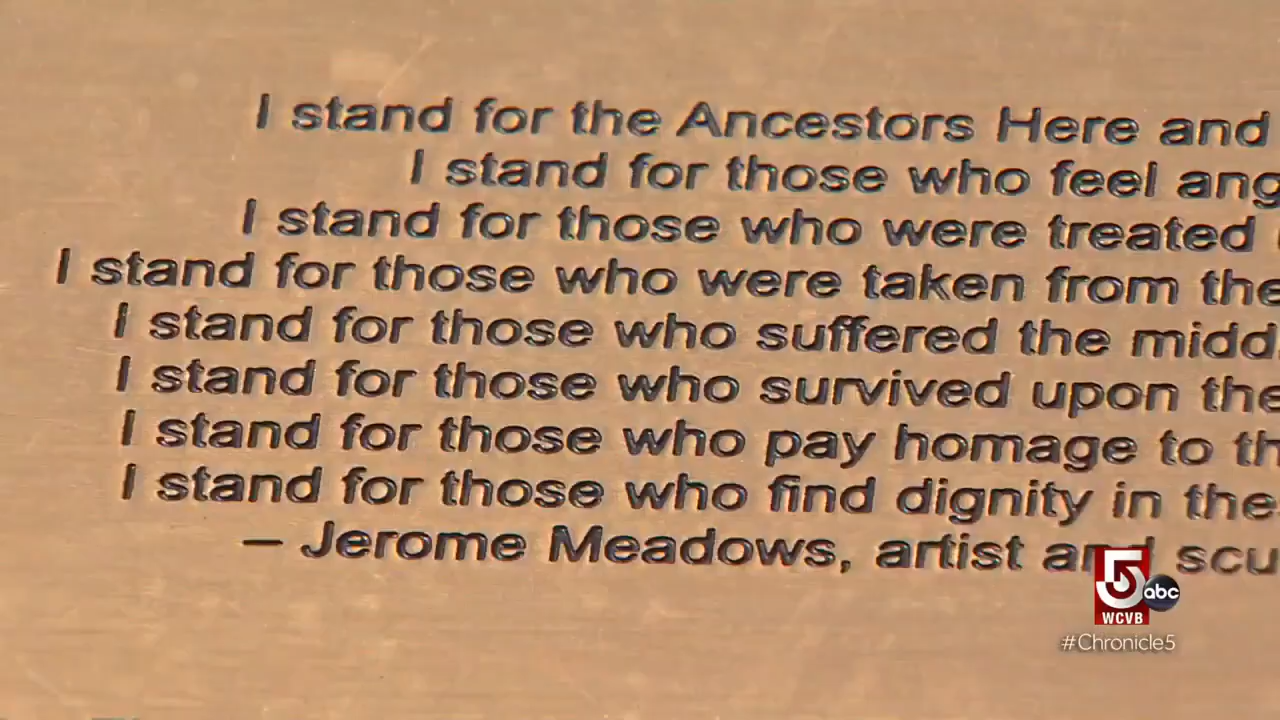 I stand for the Ancestors Here and
I stand for those who feel ang
I stand for those who were treated
I stand for those who were taken from the
I stand for those who suffered the midd
I stand for those who survived upon the
I stand for those who pay homage to th
I stand for those who find dignity in the
– Jerome Meadows, artist and scu
5 abc
WCVB
#Chronicle5